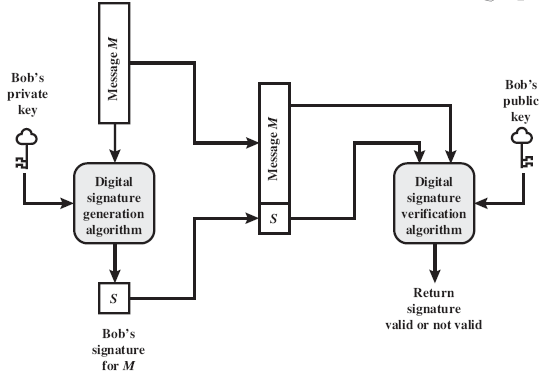 Message M
Bob's
private
key
Digital
signature
generation
algorithm
S
Bob's
signature
for M
Message M
S
Bob's
public
key
Digital
signature
verification
algorithm
Return
signature
valid or not valid